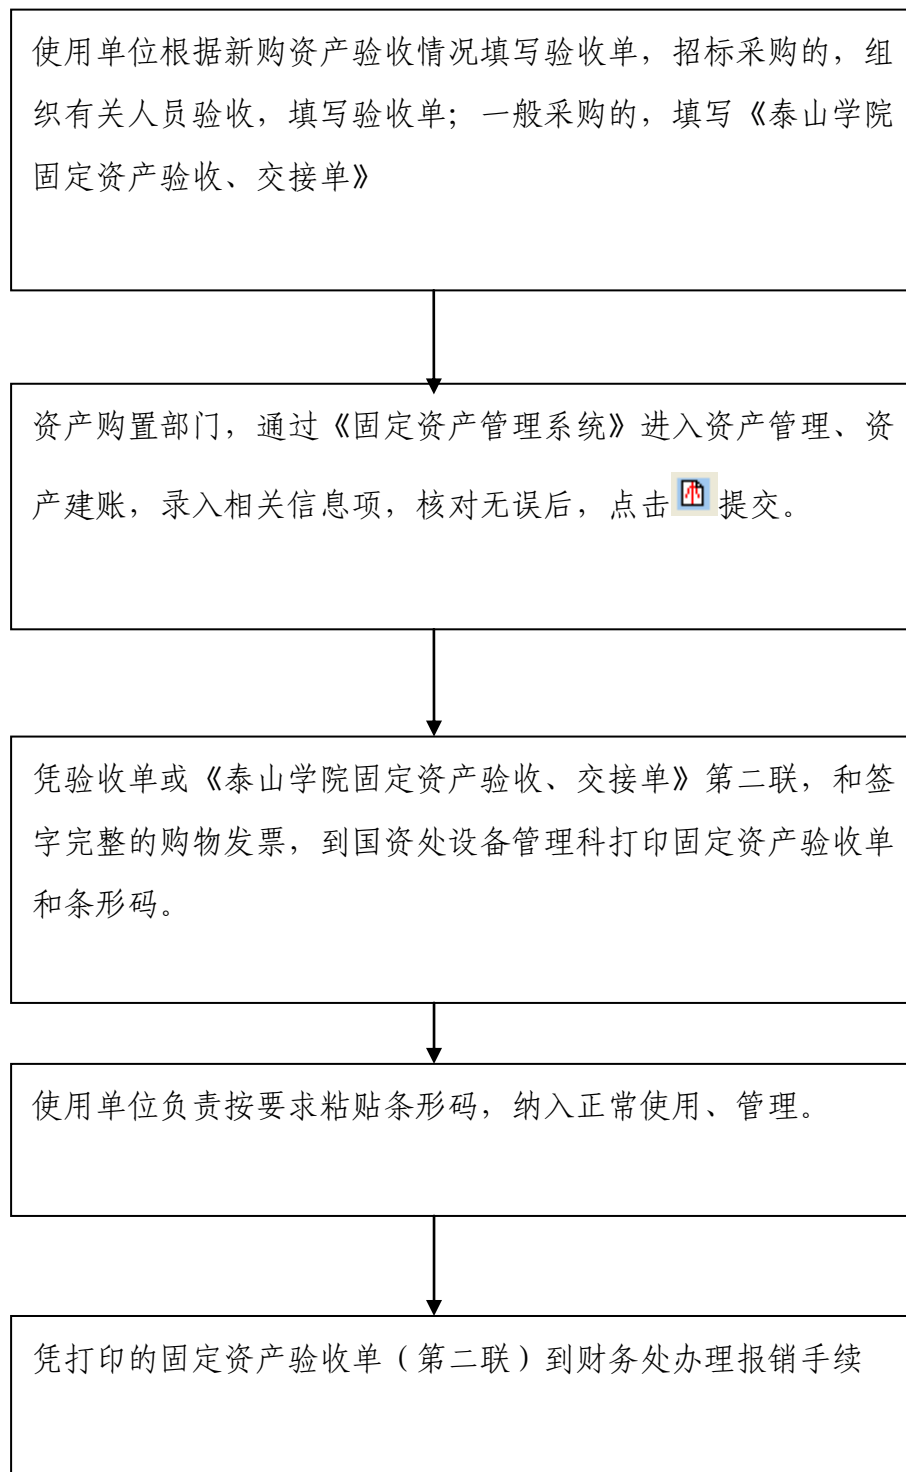 使用单位根据新购资产验收情况填写验收单，招标采购的，组
织有关人员验收，填写验收单；一般采购的，填写《泰山学院
固定资产验收、交接单》
资产购置部门，通过《固定资产管理系统》进入资产管理、资
产建账，录入相关信息项，核对无误后，点击提交。
凭验收单或《泰山学院固定资产验收、交接单》第二联，和签
字完整的购物发票，到国资处设备管理科打印固定资产验收单
和条形码。
使用单位负责按要求粘贴条形码，纳入正常使用、管理。
凭打印的固定资产验收单（第二联）到财务处办理报销手续